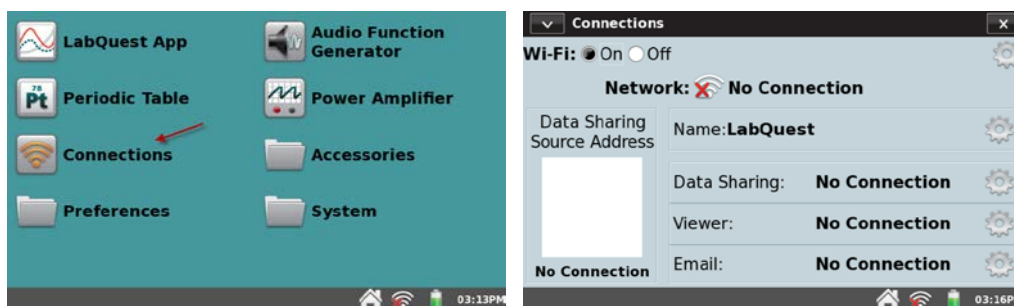 LabQuest App
Audio Function
Generator
78
Pt
Periodic Table
Power Amplifier
Connections
Accessories
Preferences
System
03:13PM
Connections
Wi-Fi: On Off
Network: No Connection
Data Sharing
Source Address
No Connection
Name:LabQuest
Data Sharing: No Connection
Viewer: No Connection
Email: No Connection
03:16P